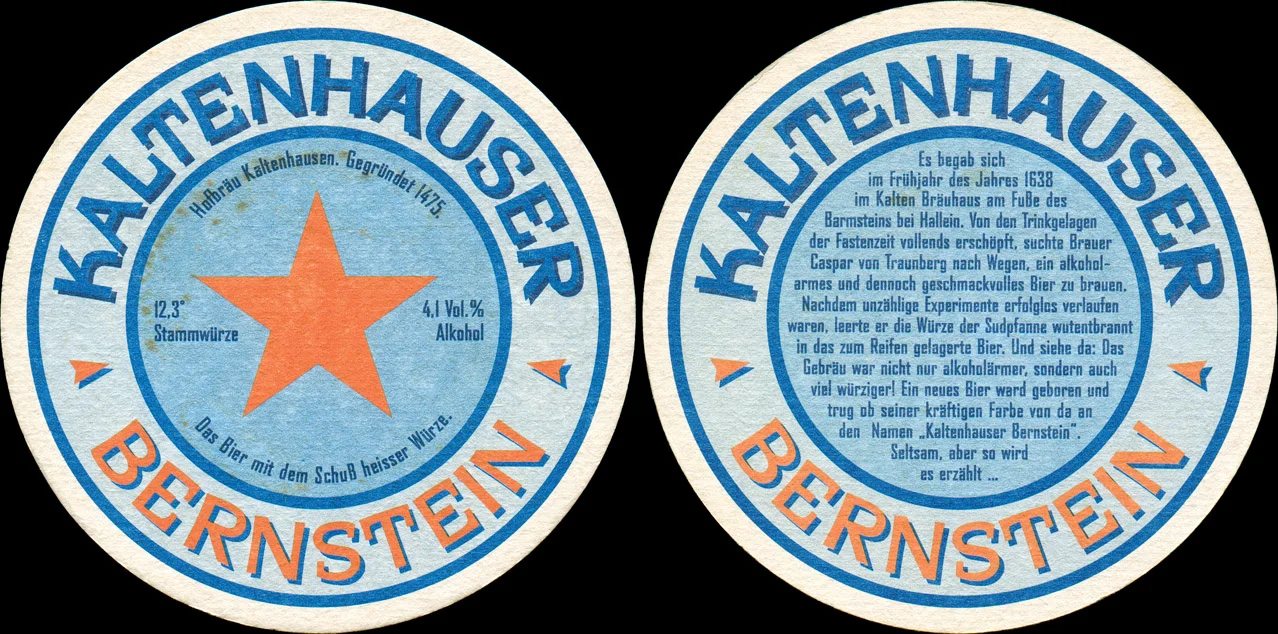 KALTENHAUSER
Hofbräu Kaltenhausen. Gegründet 1475.
12,3°
Stammwürze
4,1 Vol.%
Alkohol
Das Bier mit dem Schuß heisser Würze.
BERNSTEIN
KALTENHAUSER
Es begab sich
im Frühjahr des Jahres 1638
im Kalten Bräuhaus am Fuße des
Barmsteins bei Hallein. Von den Trinkgelagen
der Fastenzeit vollends erschöpft, suchte Brauer
Caspar von Traunberg nach Wegen, ein alkohol-
armes und dennoch geschmackvolles Bier zu brauen.
Nachdem unzählige Experimente erfolglos verlaufen
waren, leerte er die Würze der Sudpfanne wutentbrannt
in das zum Reifen gelagerte Bier. Und siehe da: Das
Gebräu war nicht nur alkoholärmer, sondern auch
viel würziger! Ein neues Bier ward geboren und
trug ob seiner kräftigen Farbe von da an
den Namen „Kaltenhauser Bernstein“.
Seltsam, aber so wird
es erzählt ...
BERNSTEIN